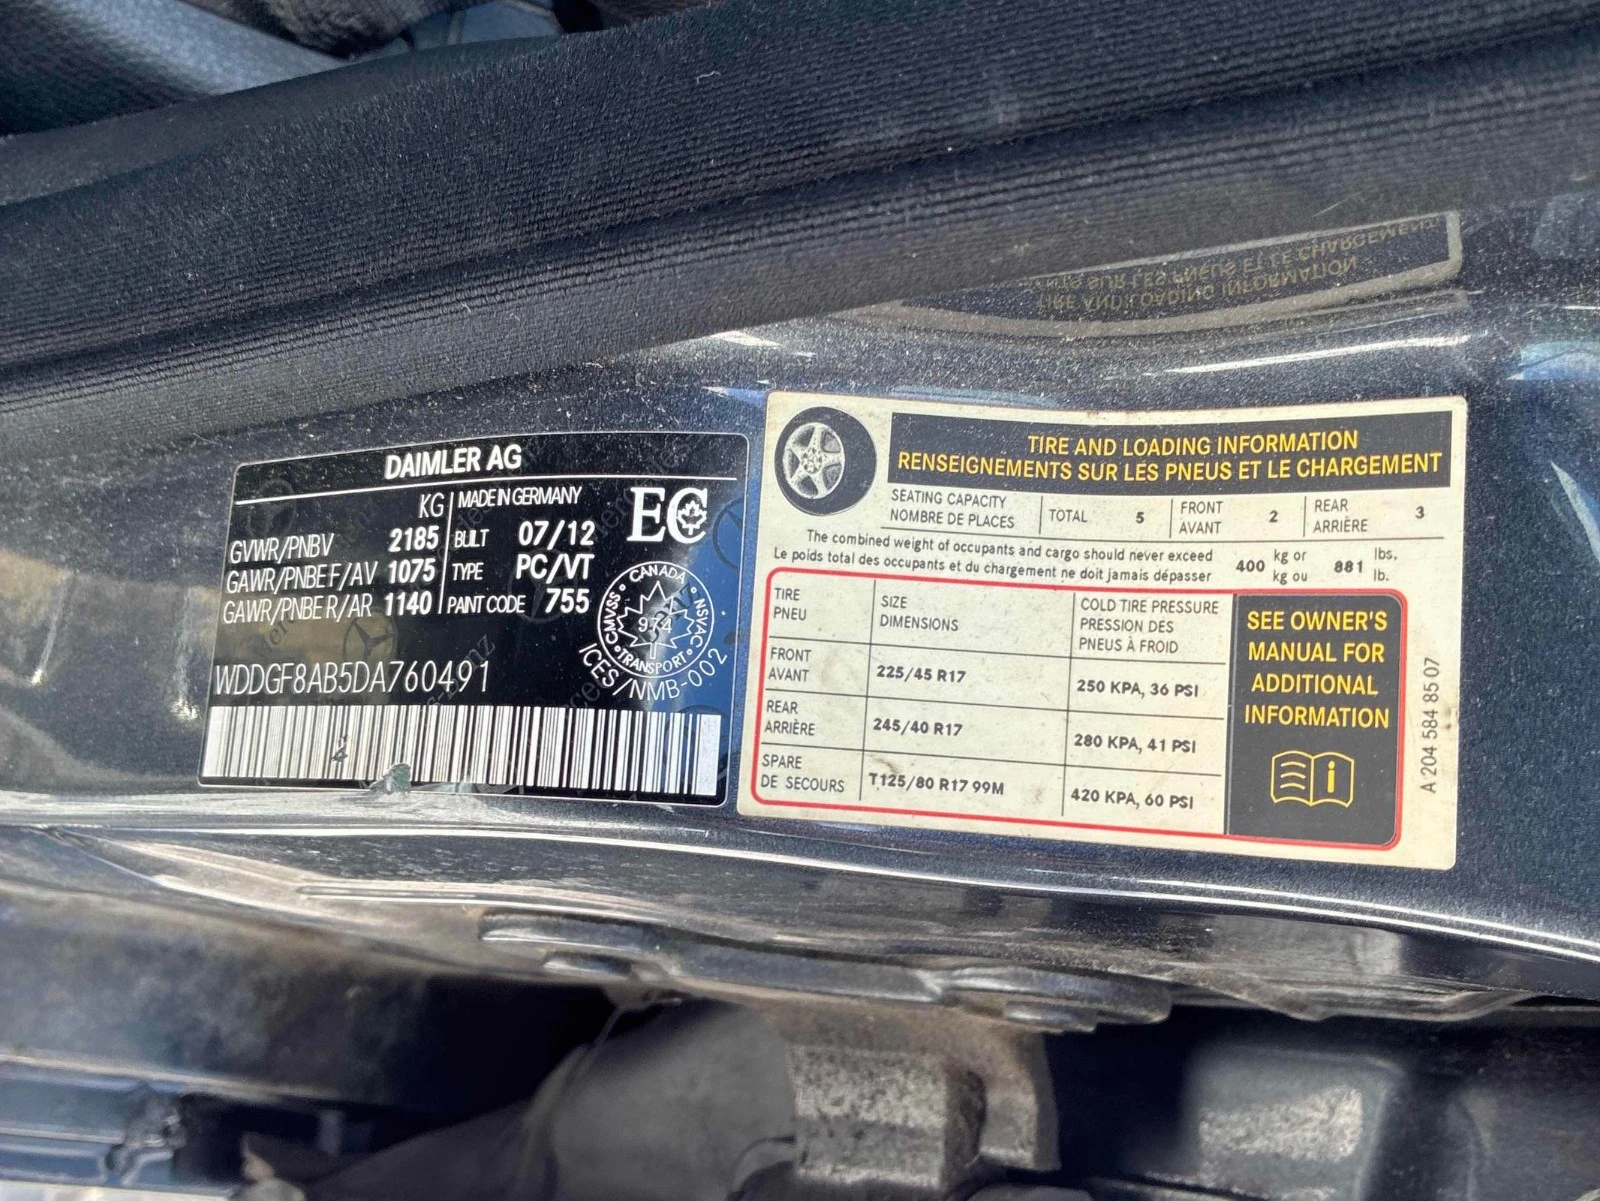 DAIMLER AG
KG MADE IN GERMANY
GVWR/PNBV 2185 BUILT 07/12
GAWR/PNBE F/AV 1075 TYPE PC/VT
GAWR/PNBE R/AR 1140 PAINT CODE 755
EC
CANADA
CMVSS NSVAC
974
TRANSPORT
ICES/NMB-002
WDDGF8AB5DA760491
TIRE AND LOADING INFORMATION
RENSEIGNEMENTS SUR LES PNEUS ET LE CHARGEMENT
SEATING CAPACITY
NOMBRE DE PLACES
TOTAL 5
FRONT
AVANT 2
REAR
ARRIÈRE 3
The combined weight of occupants and cargo should never exceed 400 kg or 881 lbs.
Le poids total des occupants et du chargement ne doit jamais dépasser kg ou lb.
TIRE
PNEU
SIZE
DIMENSIONS
COLD TIRE PRESSURE
PRESSION DES
PNEUS À FROID
FRONT
AVANT
225/45 R17
250 KPA, 36 PSI
REAR
ARRIÈRE
245/40 R17
280 KPA, 41 PSI
SPARE
DE SECOURS
T125/80 R17 99M
420 KPA, 60 PSI
SEE OWNER'S
MANUAL FOR
ADDITIONAL
INFORMATION
A 204 584 85 07